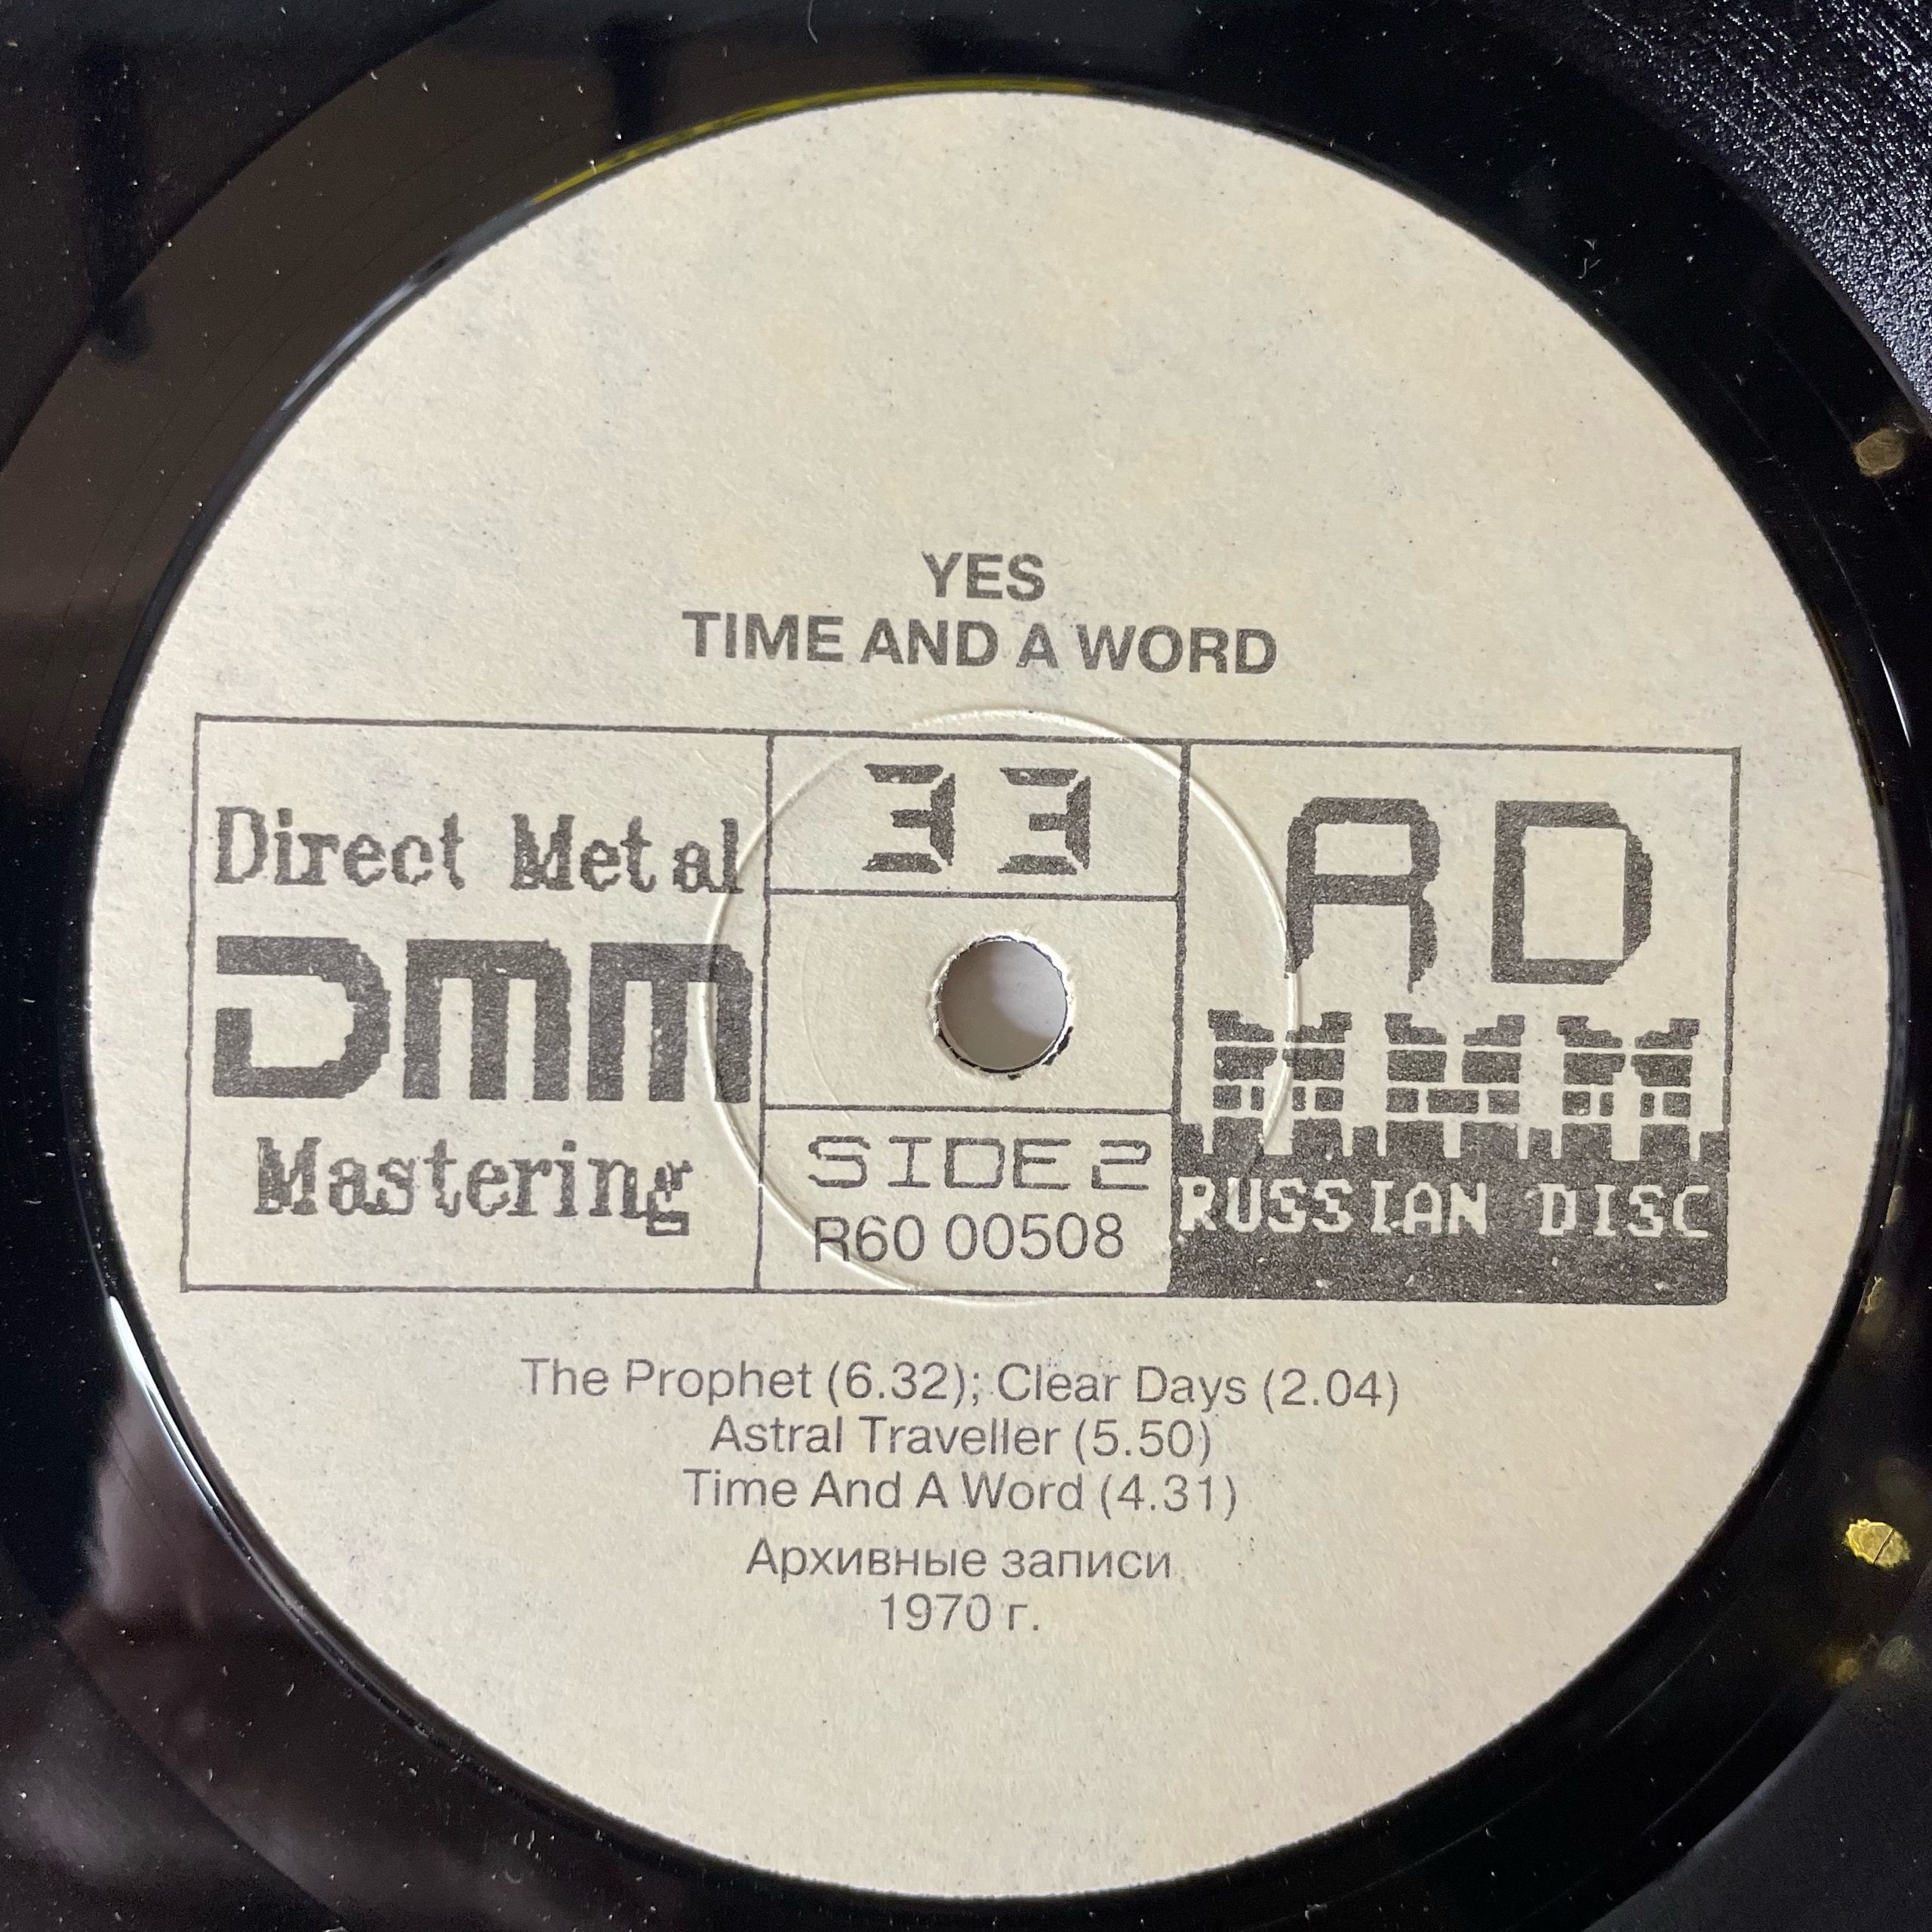 YES
TIME AND A WORD
Direct Metal
DMM
Mastering
33
SIDE 2
R60 00508
RD
RUSSIAN DISC
The Prophet (6.32); Clear Days (2.04)
Astral Traveller (5.50)
Time And A Word (4.31)
Архивные записи
1970 г.